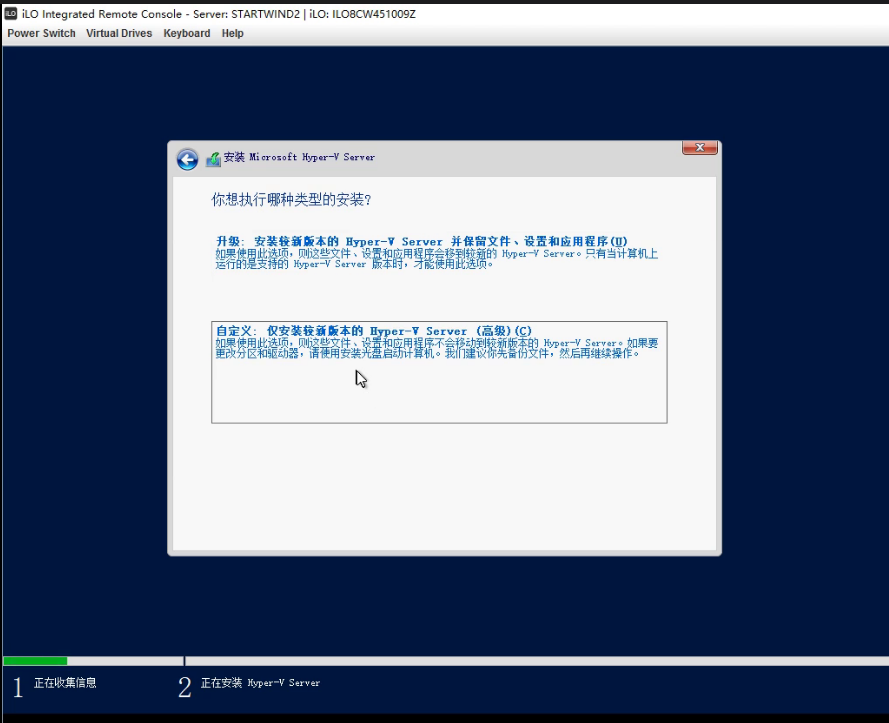 iLO Integrated Remote Console - Server: STARTWIND2 | iLO: ILO8CW451009Z
Power Switch Virtual Drives Keyboard Help
安装 Microsoft Hyper-V Server
你想执行哪种类型的安装?
升级: 安装较新版本的 Hyper-V Server 并保留文件、设置和应用程序(U)
如果使用此选项，则这些文件、设置和应用程序会移到较新的 Hyper-V Server。只有当计算机上
运行的是支持的 Hyper-V Server 版本时，才能使用此选项。
自定义: 仅安装较新版本的 Hyper-V Server (高级)(C)
如果使用此选项，则这些文件、设置和应用程序不会移动到较新版本的 Hyper-V Server。如果要
更改分区和驱动器，请使用安装光盘启动计算机。我们建议你先备份文件，然后再继续操作。
1 正在收集信息 2 正在安装 Hyper-V Server